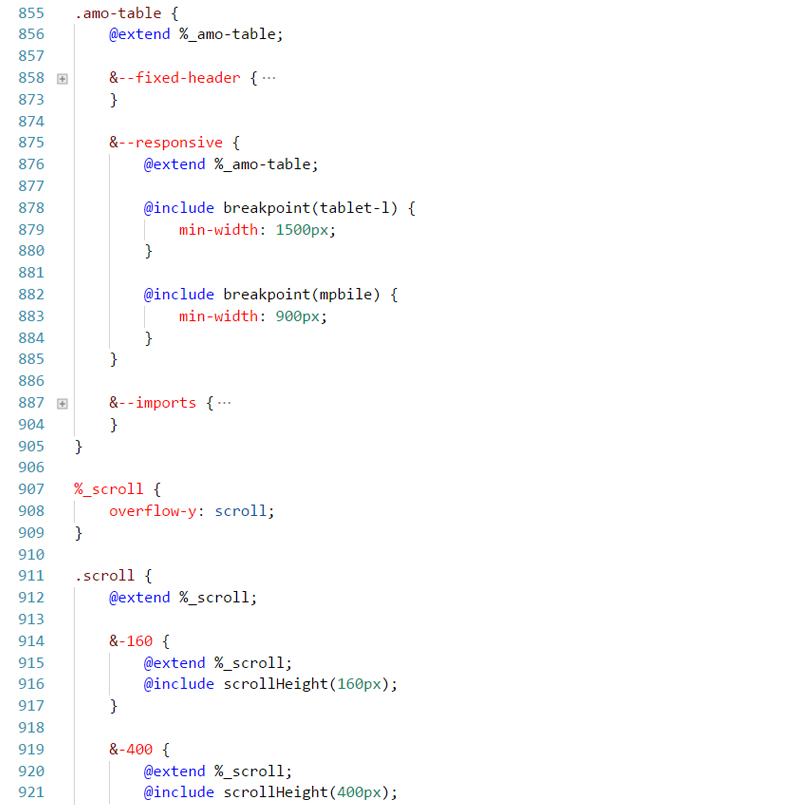 855 .amo-table {
856 @extend %_amo-table;
857
858 &--fixed-header { ...
873 }
874
875 &--responsive {
876 @extend %_amo-table;
877
878 @include breakpoint(tablet-l) {
879 min-width: 1500px;
880 }
881
882 @include breakpoint(mpbile) {
883 min-width: 900px;
884 }
885 }
886
887 &--imports { ...
904 }
905 }
906
907 %_scroll {
908 overflow-y: scroll;
909 }
910
911 .scroll {
912 @extend %_scroll;
913
914 &-160 {
915 @extend %_scroll;
916 @include scrollHeight(160px);
917 }
918
919 &-400 {
920 @extend %_scroll;
921 @include scrollHeight(400px);